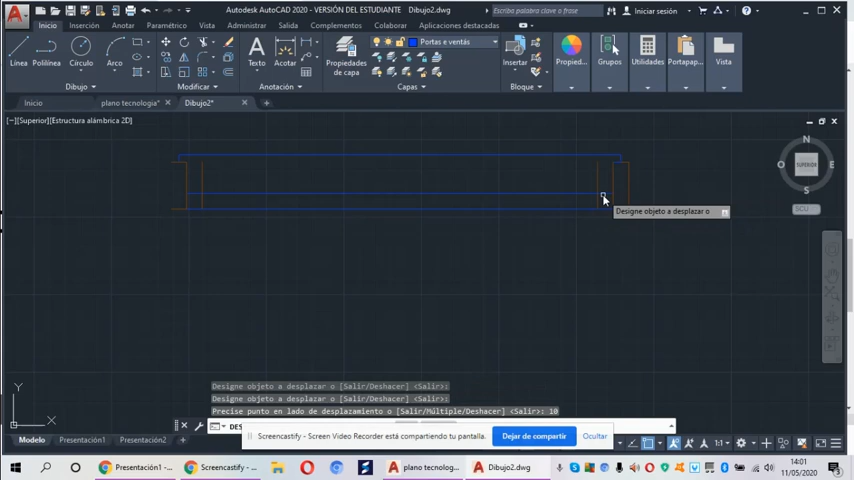 Autodesk AutoCAD 2020 - VERSIÓN DEL ESTUDIANTE Dibujo2.dwg
Escriba palabra clave o frase
Iniciar sesión
Inicio Inserción Anotar Paramétrico Vista Administrar Salida Complementos Colaborar Aplicaciones destacadas
Portas e ventás
Línea Polilínea Círculo Arco
Texto Acotar
Propiedades de capa
Insertar
Propied... Grupos Utilidades Portapap... Vista
Dibujo Modificar Anotación Capas Bloque
Inicio plano tecnologia* Dibujo2*
[−][Superior][Estructura alámbrica 2D]
N
O SUPERIOR E
S
SCU
Designe objeto a desplazar o
Y
X
Designe objeto a desplazar o [Salir/Deshacer] <Salir>:
Designe objeto a desplazar o [Salir/Deshacer] <Salir>:
Precise punto en lado de desplazamiento o [Salir/Múltiple/Deshacer] <Salir>: 10
DES
Screencastify - Screen Video Recorder está compartiendo tu pantalla. Dejar de compartir Ocultar
Modelo Presentación1 Presentación2
1:1
Presentación1 - ... Screencastify - ... plano tecnolog... Dibujo2.dwg
14:01
11/05/2020
3